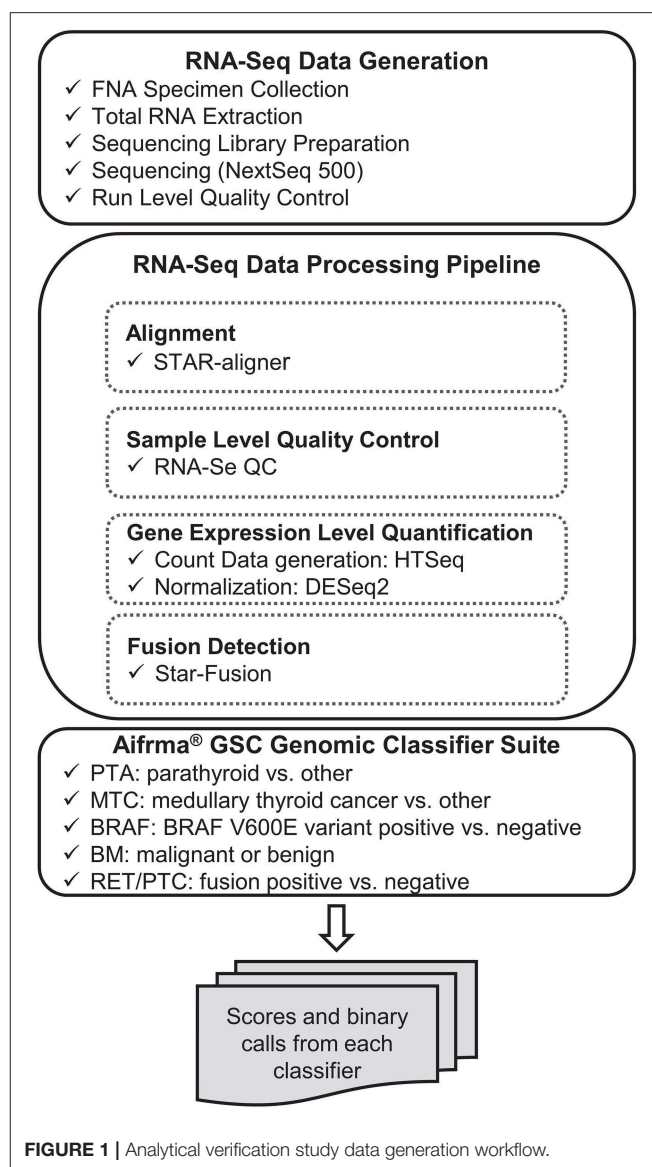 RNA-Seq Data Generation
✓ FNA Specimen Collection
✓ Total RNA Extraction
✓ Sequencing Library Preparation
✓ Sequencing (NextSeq 500)
✓ Run Level Quality Control
RNA-Seq Data Processing Pipeline
Alignment
✓ STAR-aligner
Sample Level Quality Control
✓ RNA-Se QC
Gene Expression Level Quantification
✓ Count Data generation: HTSeq
✓ Normalization: DESeq2
Fusion Detection
✓ Star-Fusion
Aifrma® GSC Genomic Classifier Suite
✓ PTA: parathyroid vs. other
✓ MTC: medullary thyroid cancer vs. other
✓ BRAF: BRAF V600E variant positive vs. negative
✓ BM: malignant or benign
✓ RET/PTC: fusion positive vs. negative
Scores and binary
calls from each
classifier
FIGURE 1 | Analytical verification study data generation workflow.